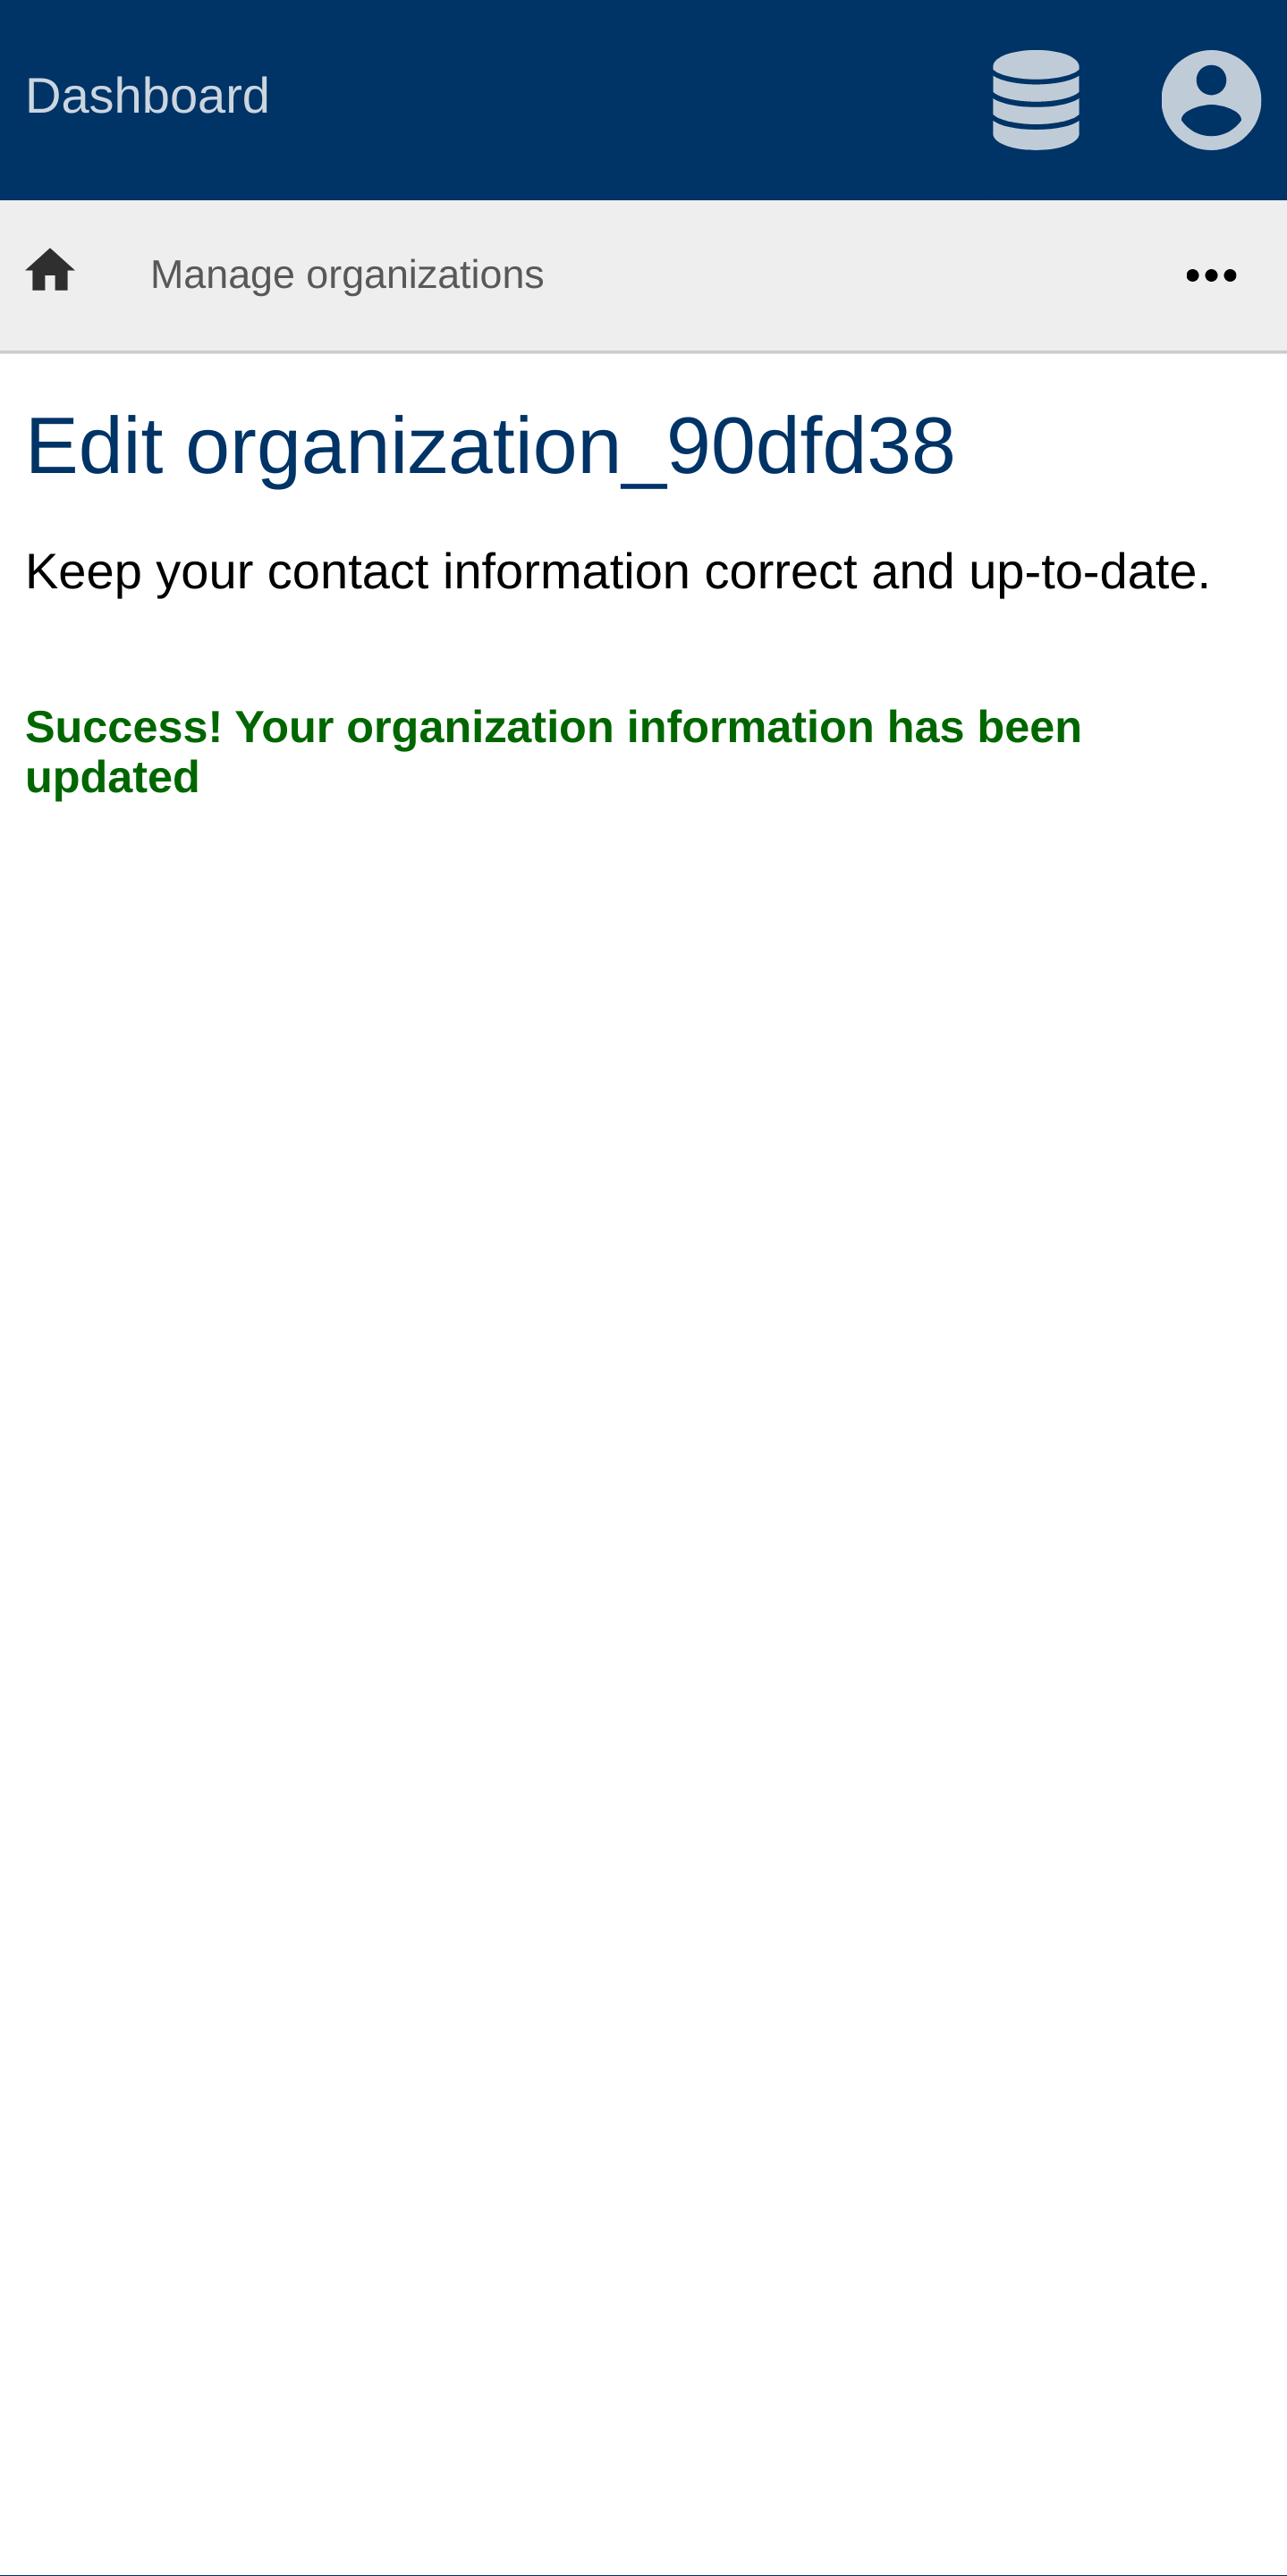 Dashboard
Manage organizations
Edit organization_90dfd38
Keep your contact information correct and up-to-date.
Success! Your organization information has been
updated